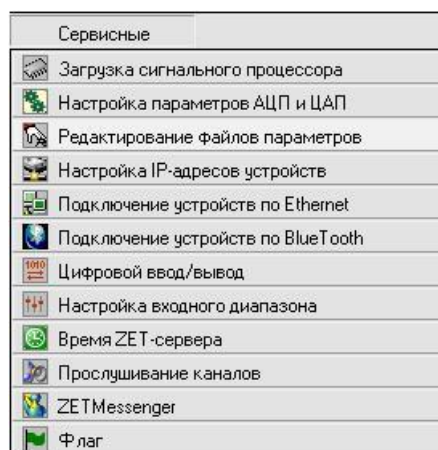 Сервисные
Загрузка сигнального процессора
Настройка параметров АЦП и ЦАП
Редактирование файлов параметров
Настройка IP-адресов устройств
Подключение устройств по Ethernet
Подключение устройств по BlueTooth
Цифровой ввод/вывод
Настройка входного диапазона
Время ZET-сервера
Прослушивание каналов
ZETMessenger
Флаг